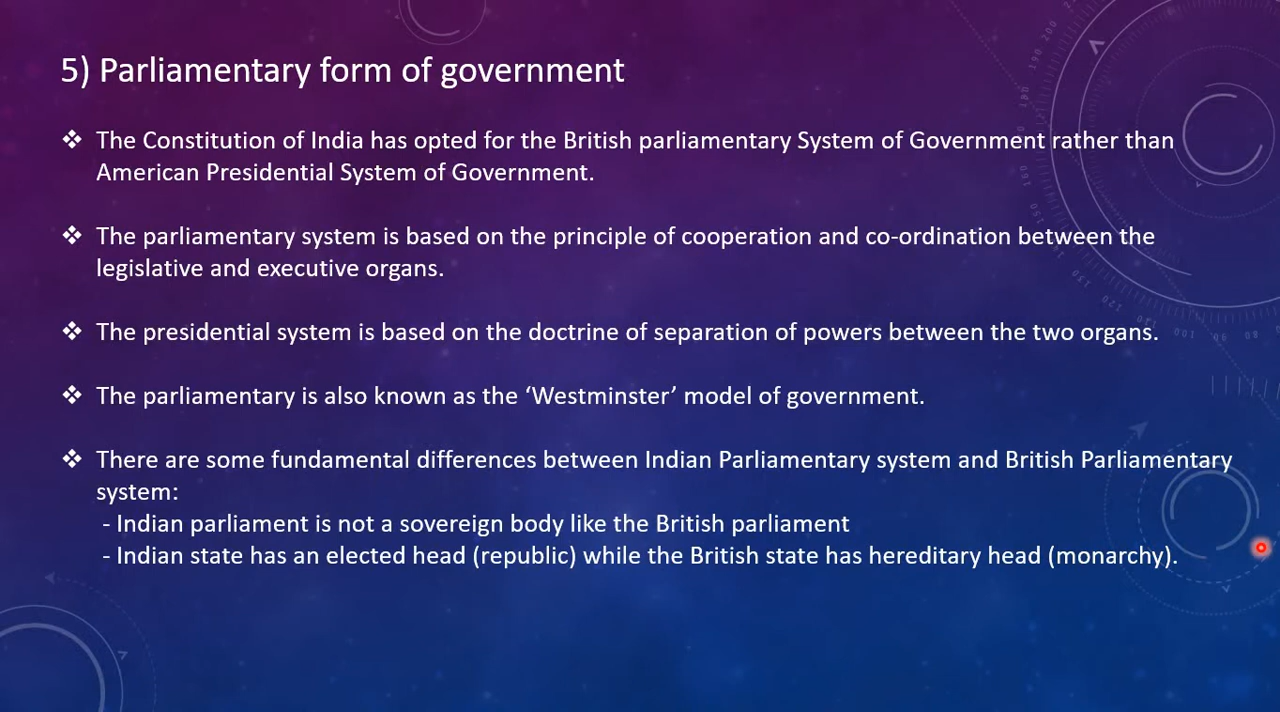 5) Parliamentary form of government
❖ The Constitution of India has opted for the British parliamentary System of Government rather than
American Presidential System of Government.
❖ The parliamentary system is based on the principle of cooperation and co-ordination between the
legislative and executive organs.
❖ The presidential system is based on the doctrine of separation of powers between the two organs.
❖ The parliamentary is also known as the ‘Westminster’ model of government.
❖ There are some fundamental differences between Indian Parliamentary system and British Parliamentary
system:
- Indian parliament is not a sovereign body like the British parliament
- Indian state has an elected head (republic) while the British state has hereditary head (monarchy).